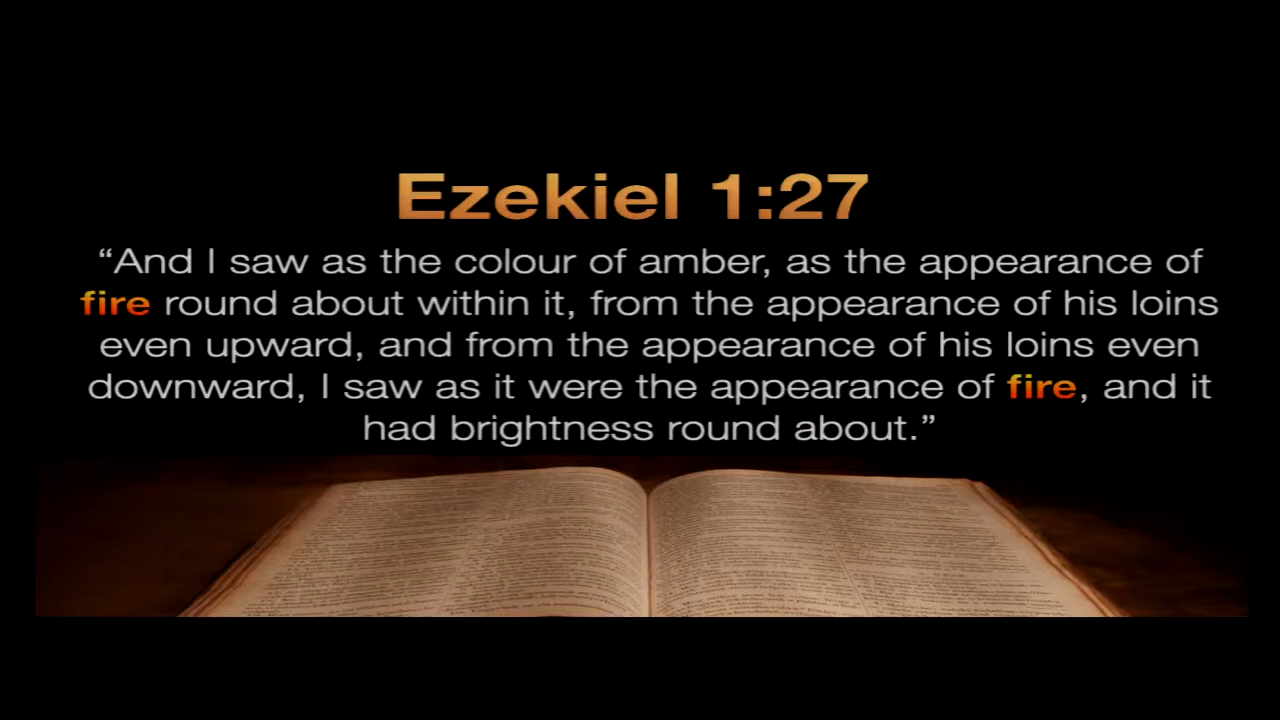 Ezekiel 1:27
“And I saw as the colour of amber, as the appearance of
fire round about within it, from the appearance of his loins
even upward, and from the appearance of his loins even
downward, I saw as it were the appearance of fire, and it
had brightness round about.”